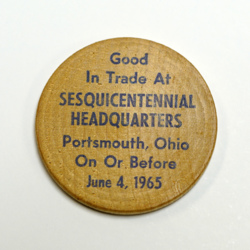 Good
In Trade At
SESQUICENTENNIAL
HEADQUARTERS
Portsmouth, Ohio
On Or Before
June 4, 1965